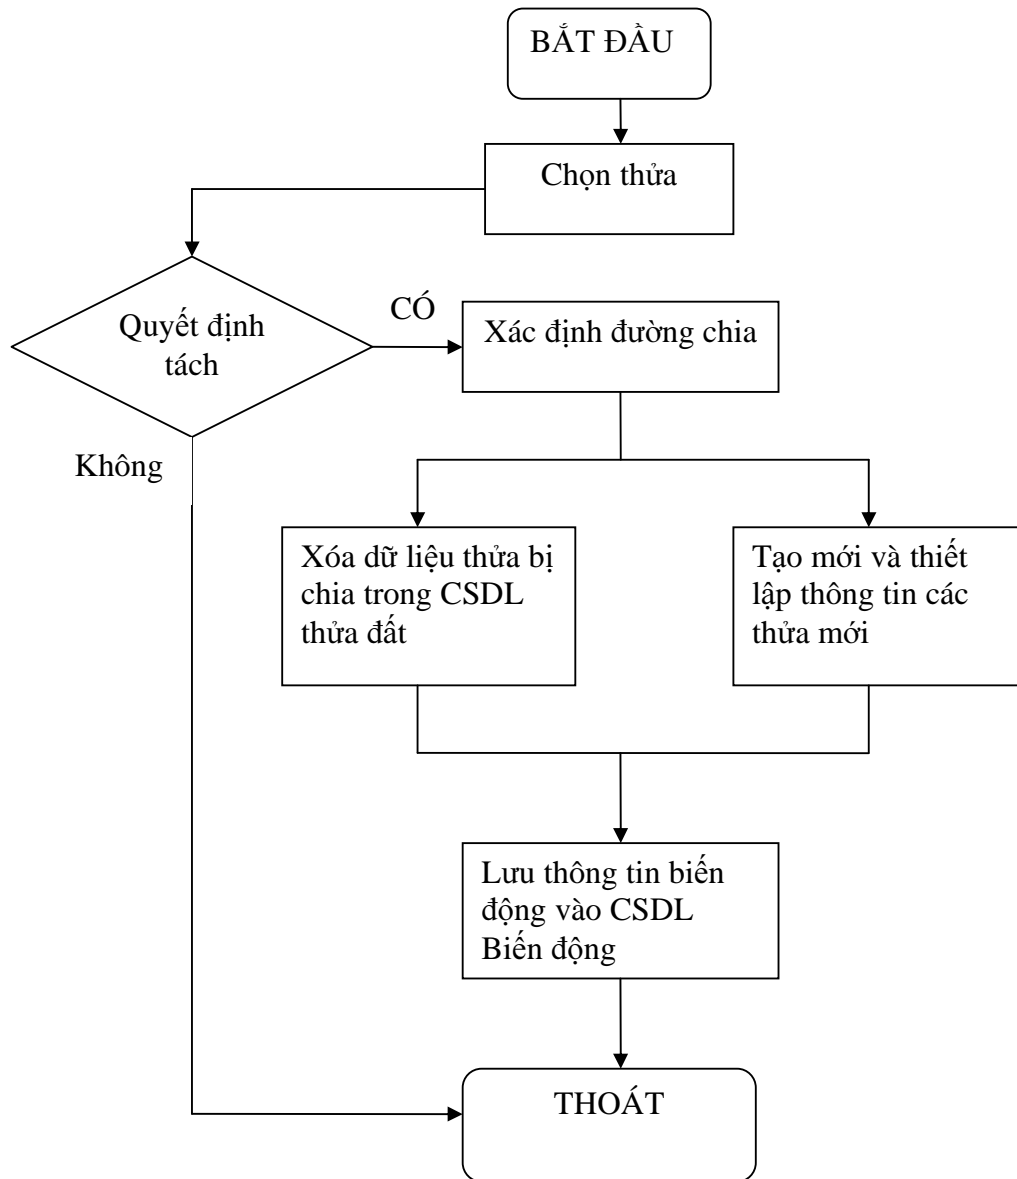 BẮT ĐẦU
Chọn thửa
Quyết định
tách
CÓ
Xác định đường chia
Không
Xóa dữ liệu thửa bị
chia trong CSDL
thửa đất
Tạo mới và thiết
lập thông tin các
thửa mới
Lưu thông tin biến
động vào CSDL
Biến động
THOÁT